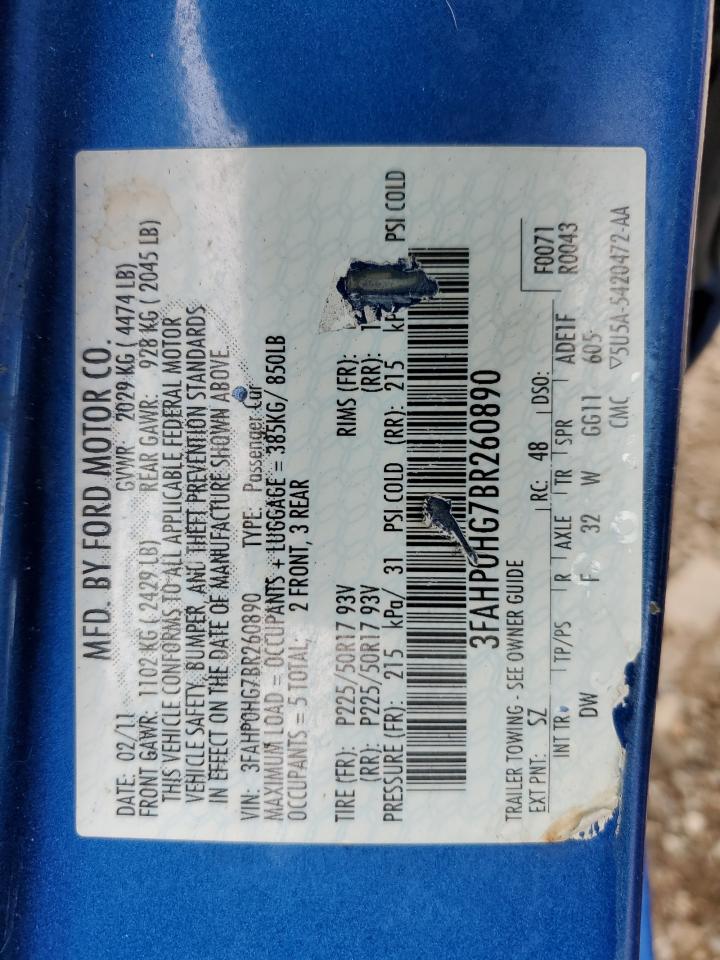 MFD. BY FORD MOTOR CO.
DATE: 02/11 GVWR: 2029 KG ( 4474 LB)
FRONT GAWR: 1102 KG ( 2429 LB) REAR GAWR: 928 KG ( 2045 LB)
THIS VEHICLE CONFORMS TO ALL APPLICABLE FEDERAL MOTOR
VEHICLE SAFETY, BUMPER, AND THEFT PREVENTION STANDARDS
IN EFFECT ON THE DATE OF MANUFACTURE SHOWN ABOVE.
VIN: 3FAHP0HG7BR260890 TYPE: Passenger Car
MAXIMUM LOAD = OCCUPANTS + LUGGAGE = 385KG/ 850LB
OCCUPANTS = 5 TOTAL, 2 FRONT, 3 REAR
TIRE (FR): P225/50R17 93V RIMS (FR):
(RR): P225/50R17 93V (RR):
PRESSURE (FR): 215 kPa/ 31 PSI COLD (RR): 215 PSI COLD
3FAHP0HG7BR260890
TRAILER TOWING - SEE OWNER GUIDE
EXT PNT: SZ RC: 48 DSO: F0071
R0043
INT TR TP/PS R AXLE TR SPR ADE1F
DW F 32 W GG11 605
CMC ▽5U5A-5420472-AA